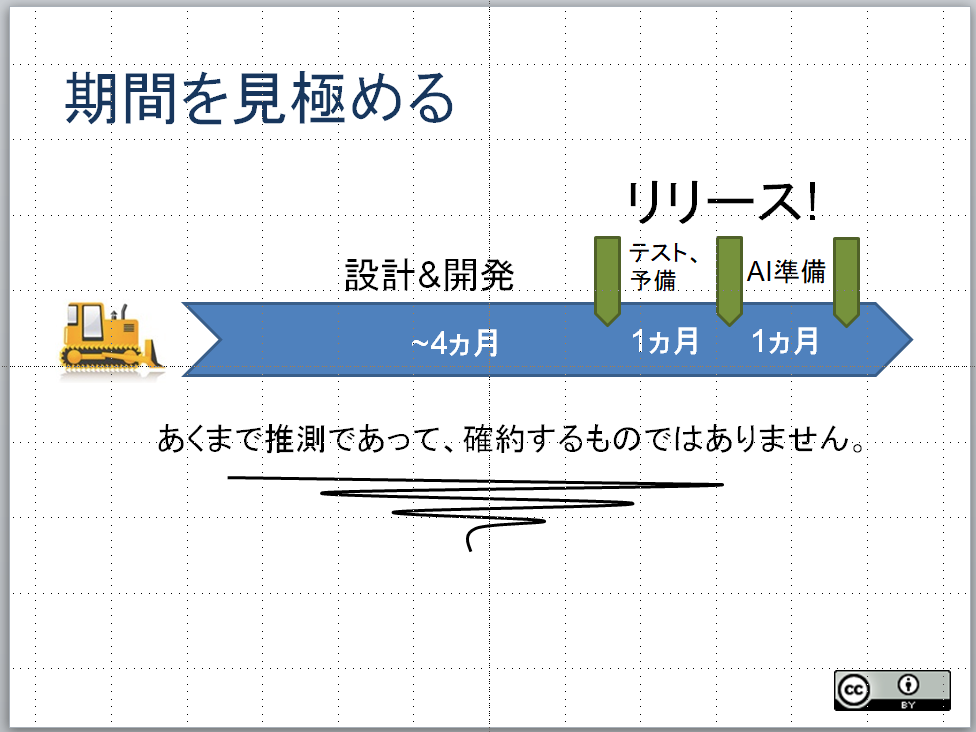 期間を見極める
リリース!
テスト、
予備
AI準備
設計&開発
~4ヵ月
1ヵ月
1ヵ月
あくまで推測であって、確約するものではありません。
cc
BY